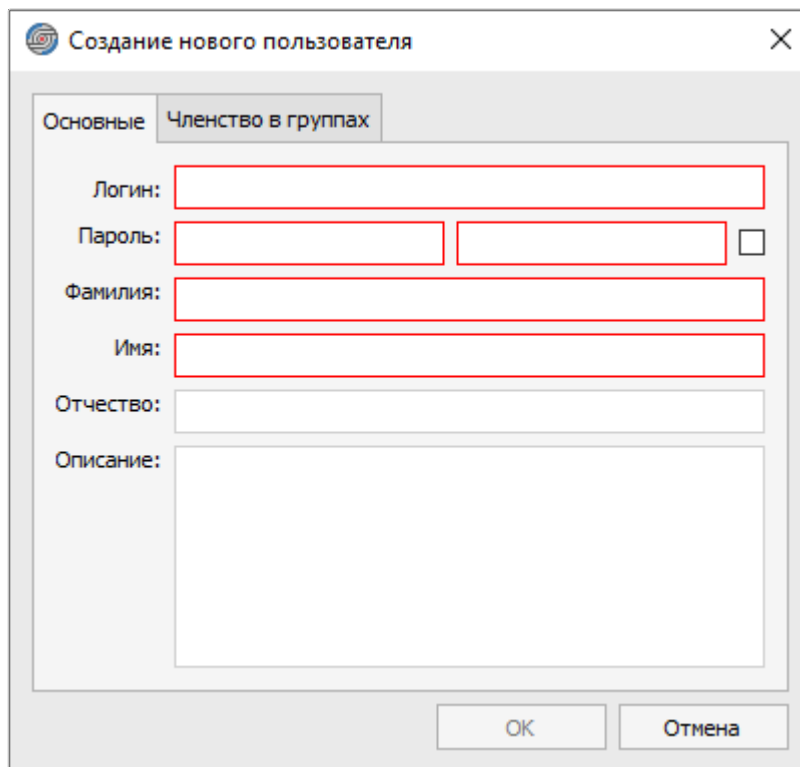 Создание нового пользователя
Основные Членство в группах
Логин:
Пароль:
Фамилия:
Имя:
Отчество:
Описание:
OK Отмена